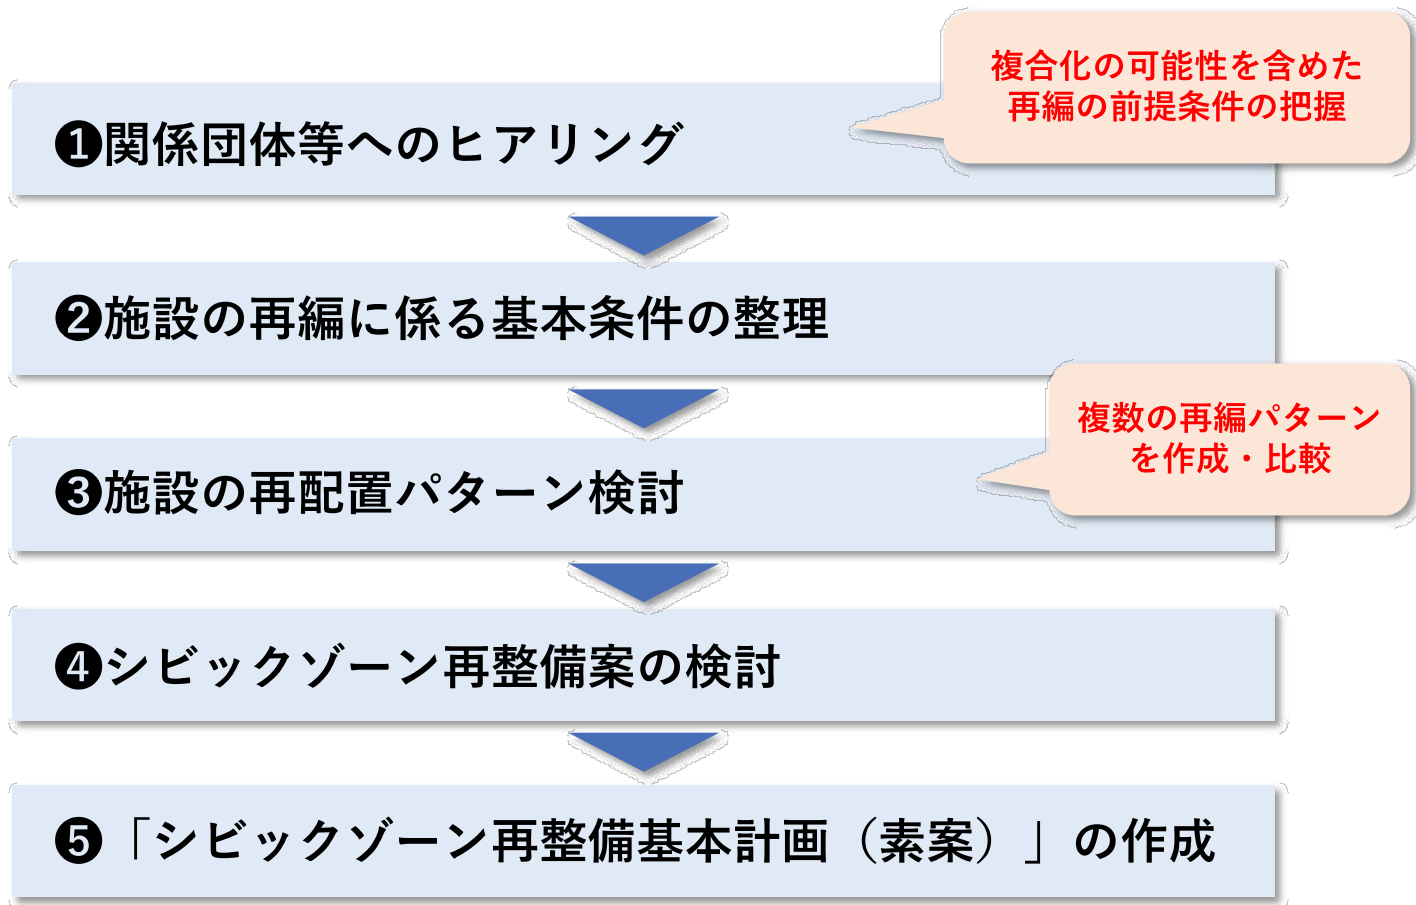 複合化の可能性を含めた
再編の前提条件の把握
❶関係団体等へのヒアリング
❷施設の再編に係る基本条件の整理
複数の再編パターン
を作成・比較
❸施設の再配置パターン検討
❹シビックゾーン再整備案の検討
❺「シビックゾーン再整備基本計画（素案）」の作成